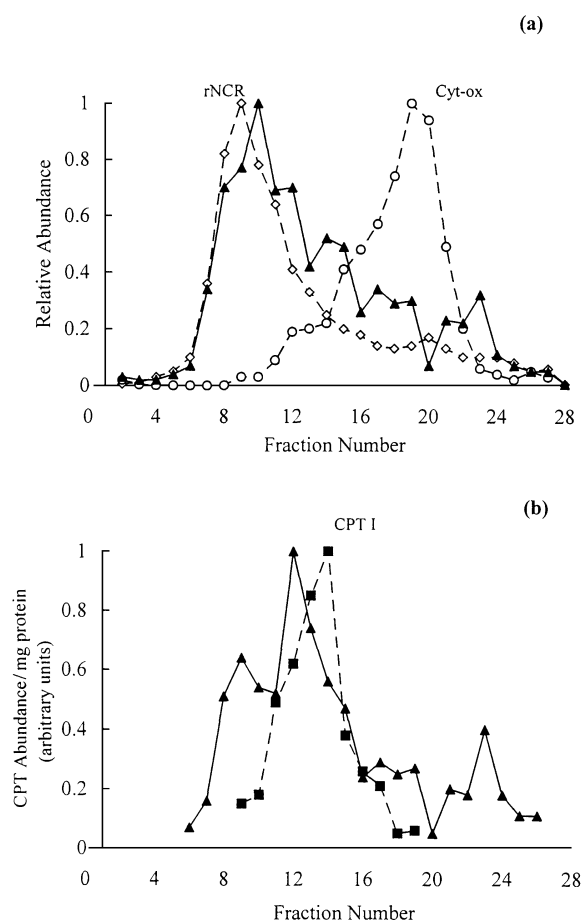 (a)
rNCR
Cyt-ox
1
0.8
0.6
0.4
0.2
0
Relative Abundance
0 4 8 12 16 20 24 28
Fraction Number
(b)
CPT I
1
0.8
0.6
0.4
0.2
0
CPT Abundance/mg protein
(arbitrary units)
0 4 8 12 16 20 24 28
Fraction Number